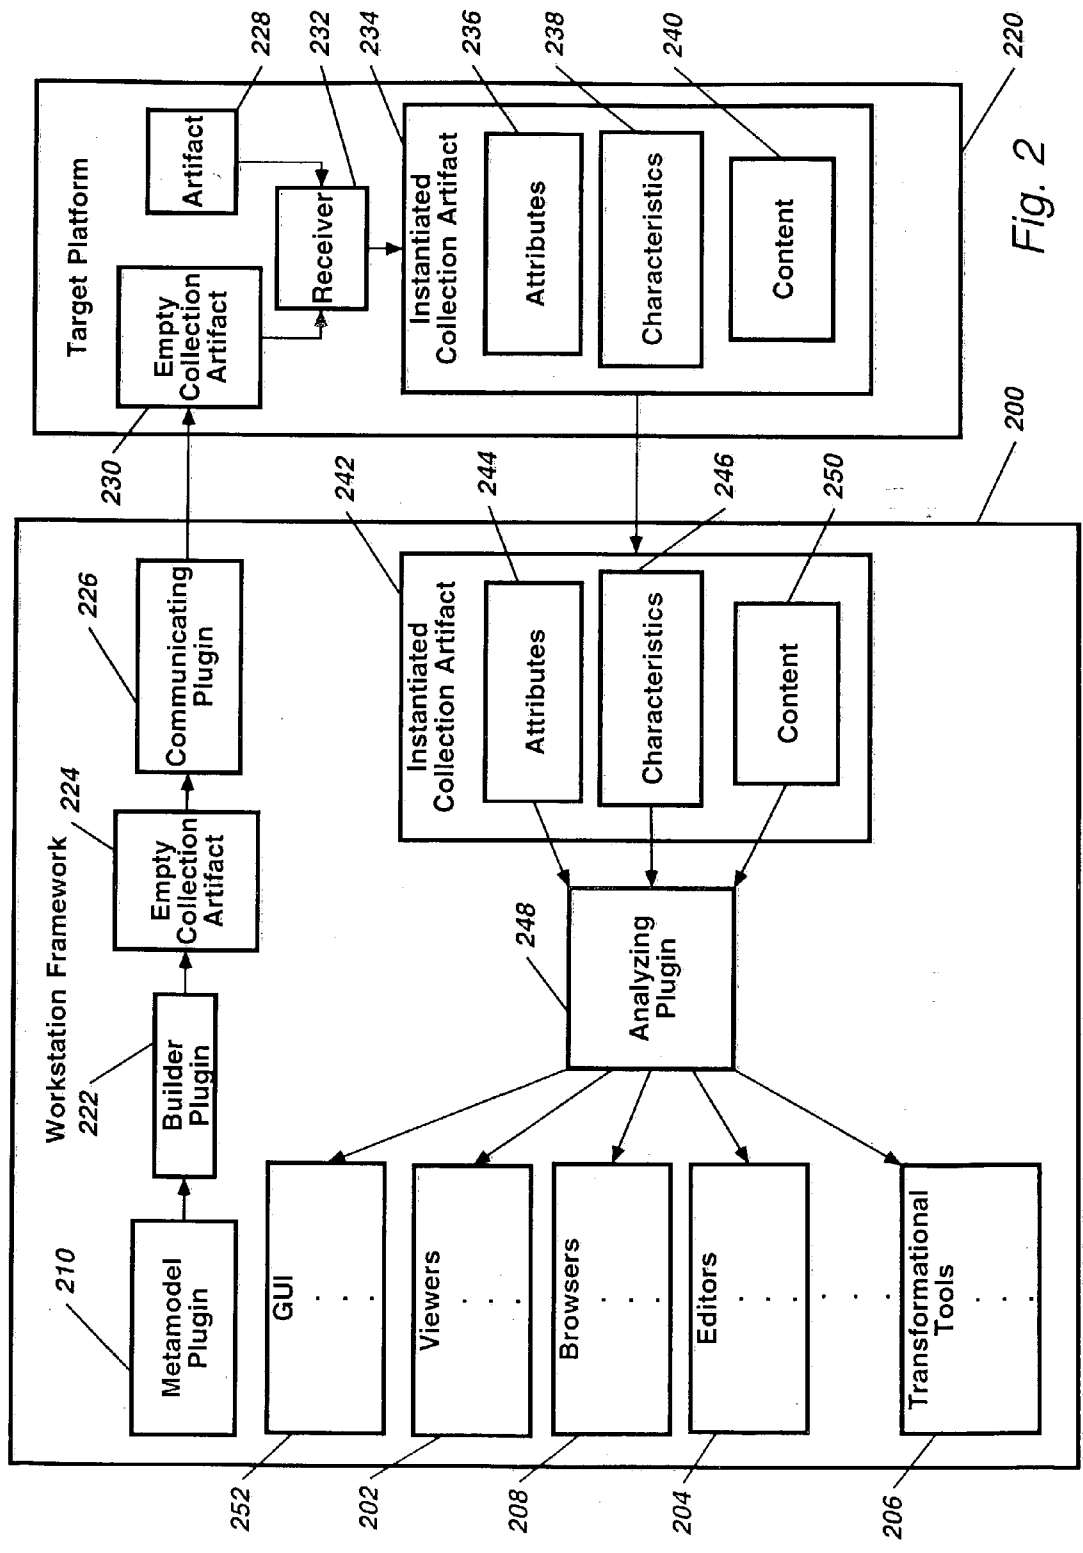 Workstation Framework
210
Metamodel
Plugin
222
Builder
Plugin
224
Empty
Collection
Artifact
226
Communicating
Plugin
252
GUI
. . .
202
Viewers
. . .
208
Browsers
. . .
204
Editors
. . .
. . .
206
Transformational
Tools
. . .
248
Analyzing
Plugin
242
Instantiated
Collection Artifact
244
Attributes
246
Characteristics
250
Content
200
Target Platform
230
Empty
Collection
Artifact
Artifact
228
Receiver
232
234
Instantiated
Collection Artifact
Attributes
236
Characteristics
238
Content
240
220
Fig. 2